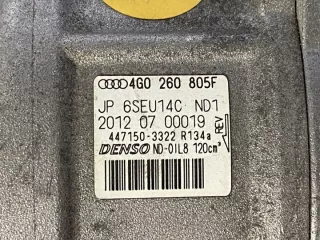 4G0 260 805F
JP 6SEU14C ND1
2012 07 00019 REV
447150-3322 R134a
DENSO ND-OIL8 120cm³